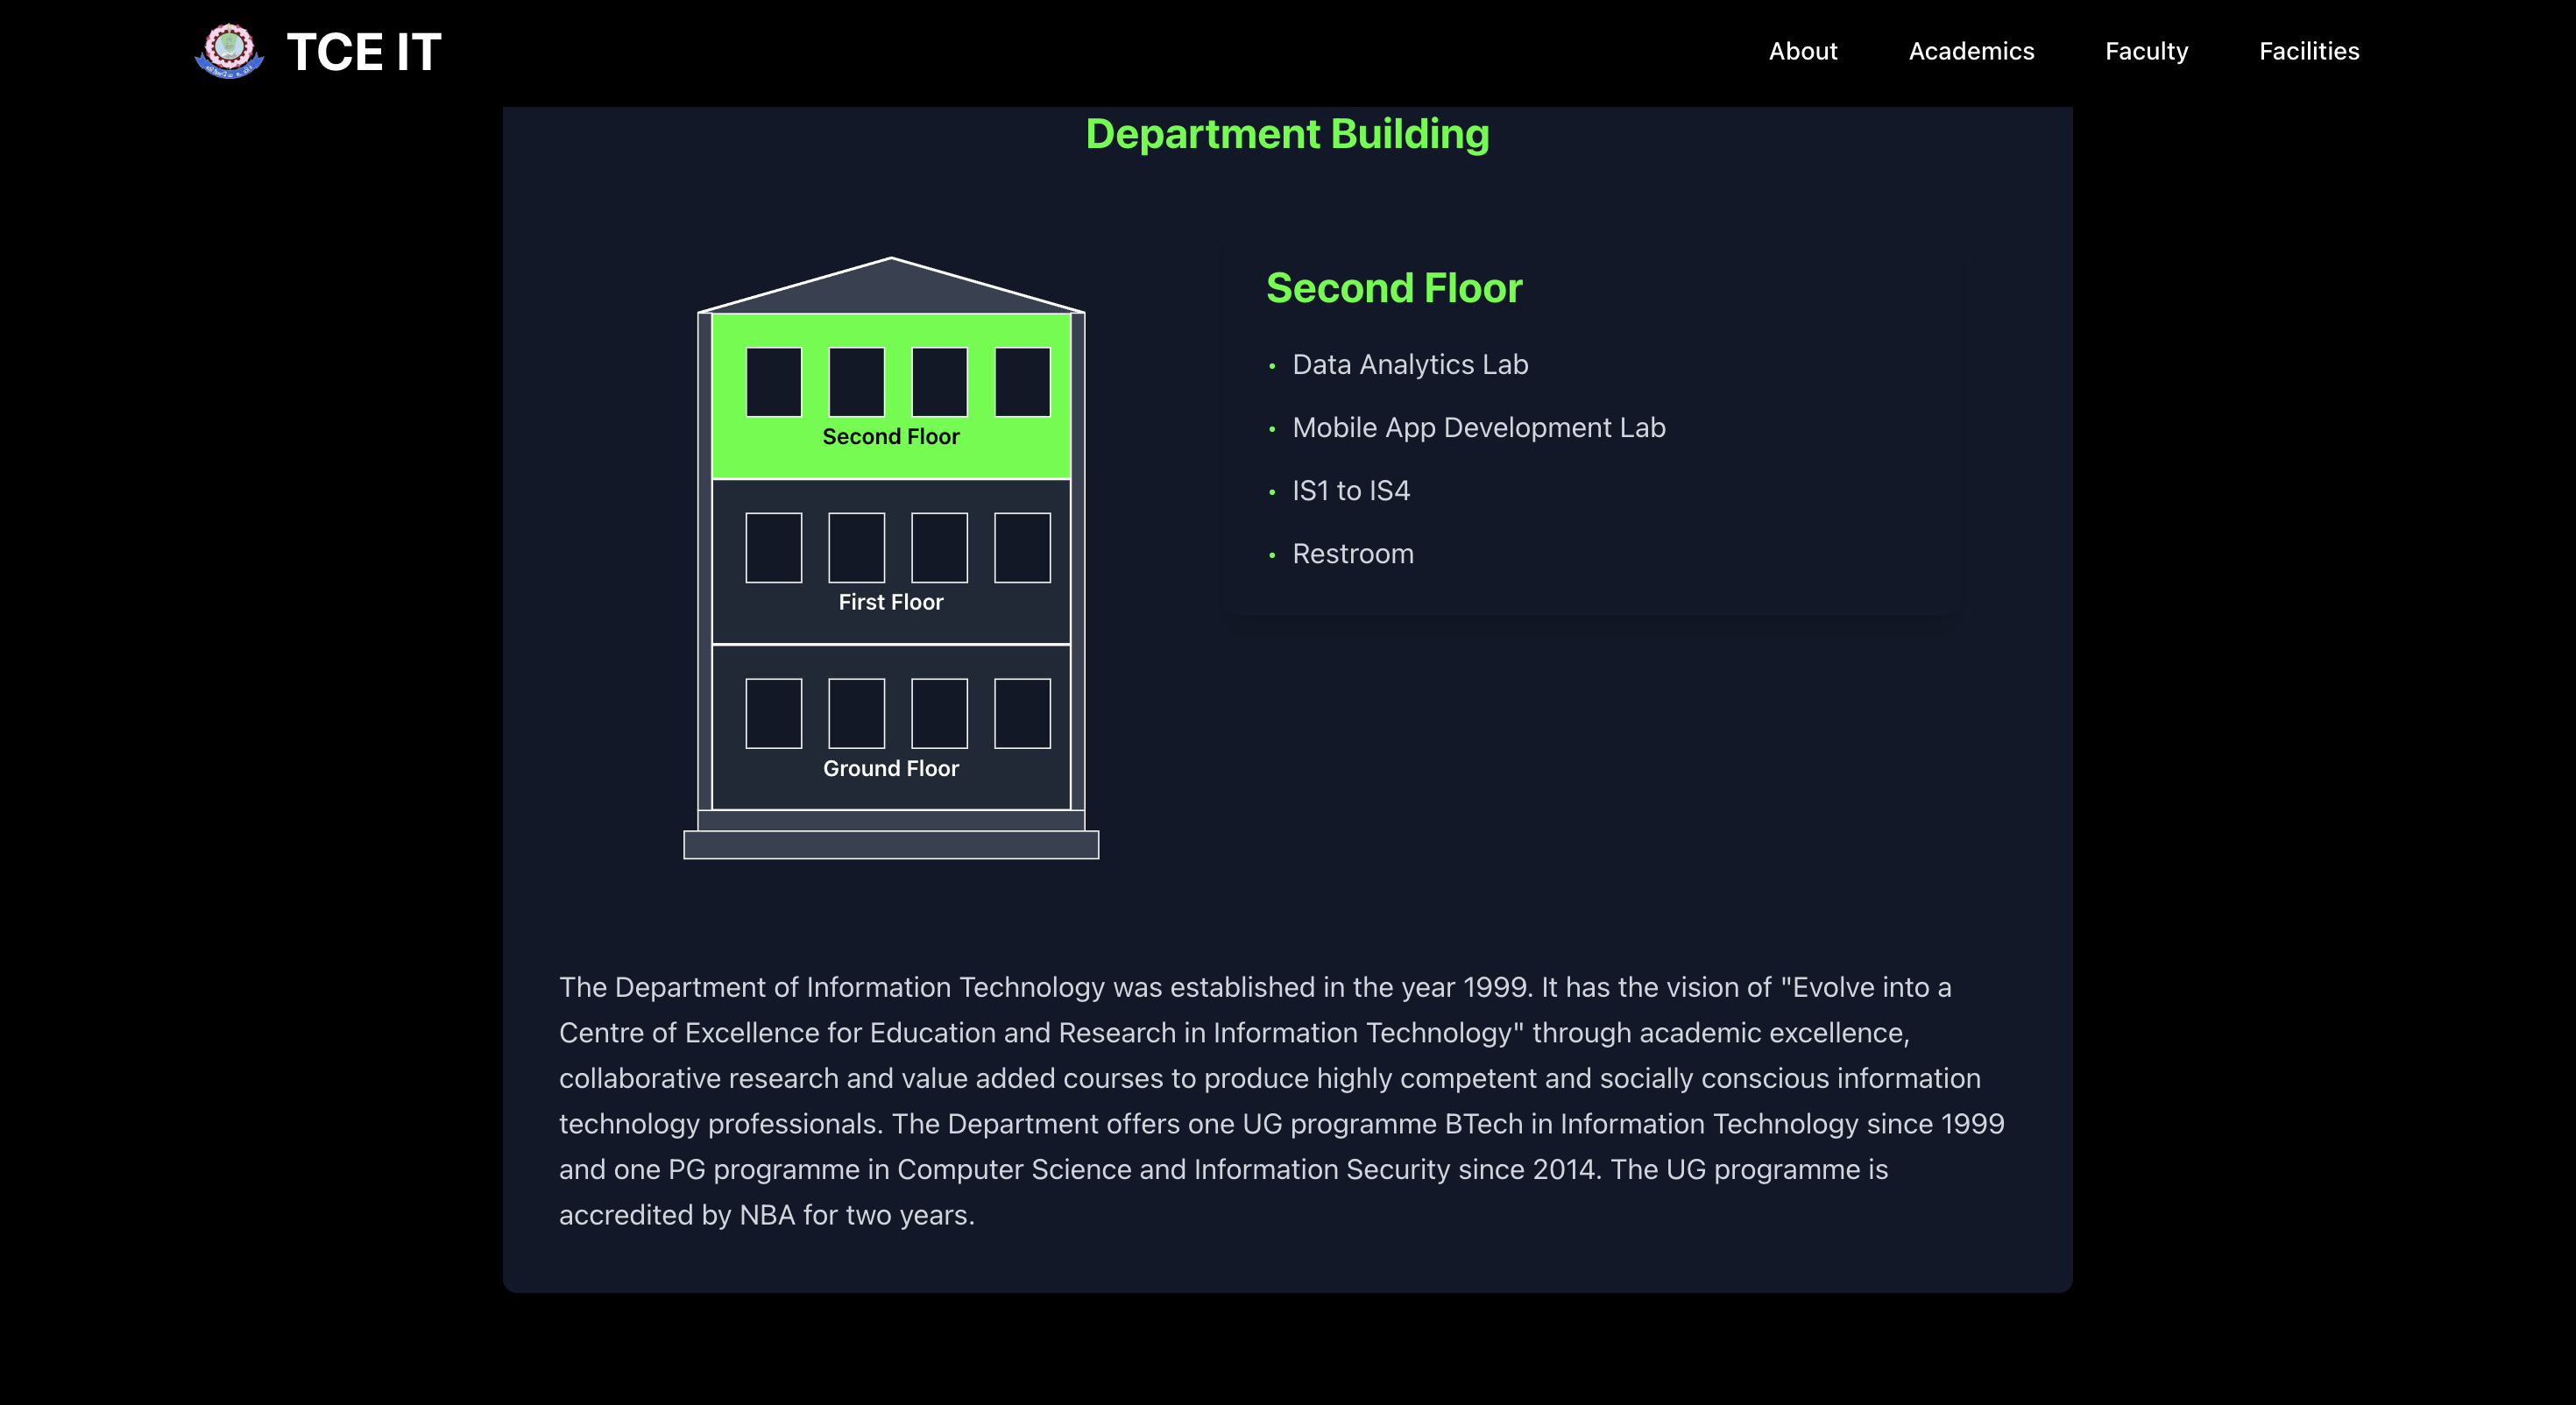 TCE IT
About
Academics
Faculty
Facilities
Department Building
Second Floor
First Floor
Ground Floor
Second Floor
• Data Analytics Lab
• Mobile App Development Lab
• IS1 to IS4
• Restroom
The Department of Information Technology was established in the year 1999. It has the vision of "Evolve into a
Centre of Excellence for Education and Research in Information Technology" through academic excellence,
collaborative research and value added courses to produce highly competent and socially conscious information
technology professionals. The Department offers one UG programme BTech in Information Technology since 1999
and one PG programme in Computer Science and Information Security since 2014. The UG programme is
accredited by NBA for two years.